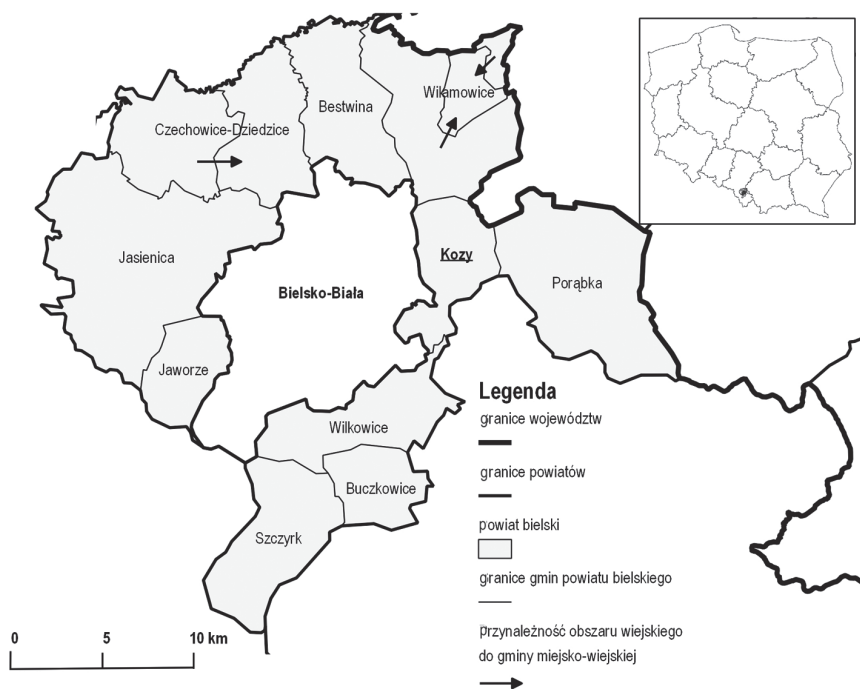 Bestwina
Wilamowice
Czechowice-Dziedzice
Jasienica
Kozy
Porąbka
Bielsko-Biała
Jaworze
Wilkowice
Buczkowice
Szczyrk
Legenda
granice województw
granice powiatów
powiat bielski
granice gmin powiatu bielskiego
przynależność obszaru wiejskiego
do gminy miejsko-wiejskiej
0 5 10 km